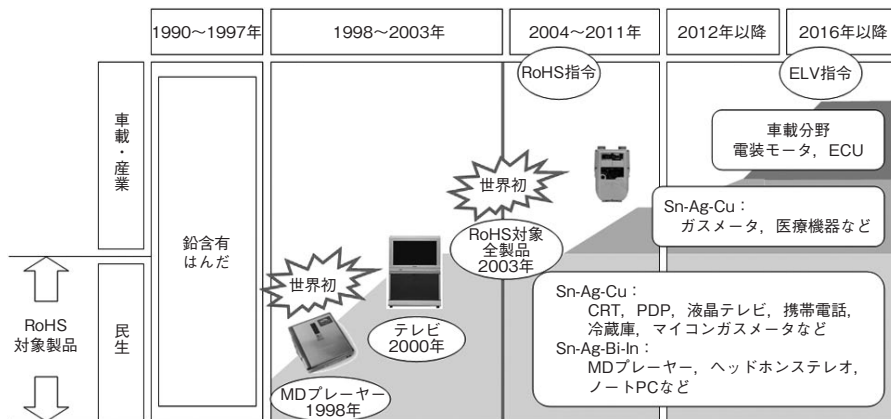 1990～1997年
1998～2003年
2004～2011年
2012年以降
2016年以降
RoHS指令
ELV指令
車載・産業
車載分野
電装モータ，ECU
世界初
Sn-Ag-Cu：
ガスメータ，医療機器など
鉛含有
はんだ
RoHS対象
全製品
2003年
世界初
RoHS
対象製品
民生
テレビ
2000年
MDプレーヤー
1998年
Sn-Ag-Cu：
CRT，PDP，液晶テレビ，携帯電話，
冷蔵庫，マイコンガスメータなど
Sn-Ag-Bi-In：
MDプレーヤー，ヘッドホンステレオ，
ノートPCなど